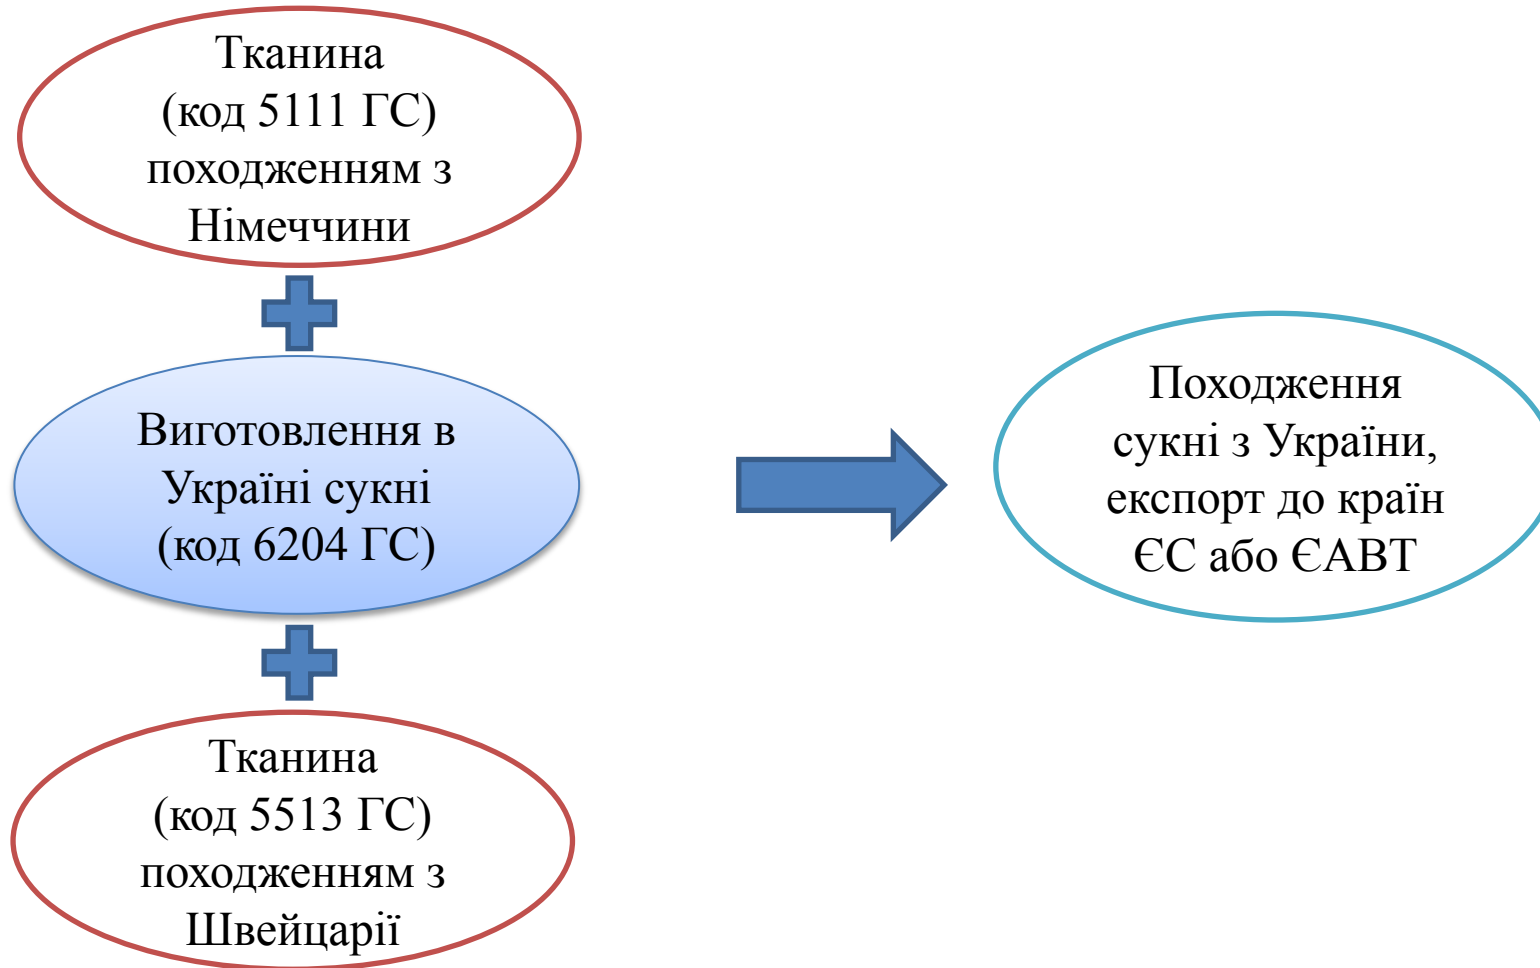 Тканина
(код 5111 ГС)
походженням з
Німеччини
Виготовлення в
Україні сукні
(код 6204 ГС)
Тканина
(код 5513 ГС)
походженням з
Швейцарії
Походження
сукні з України,
експорт до країн
ЄС або ЄАВТ